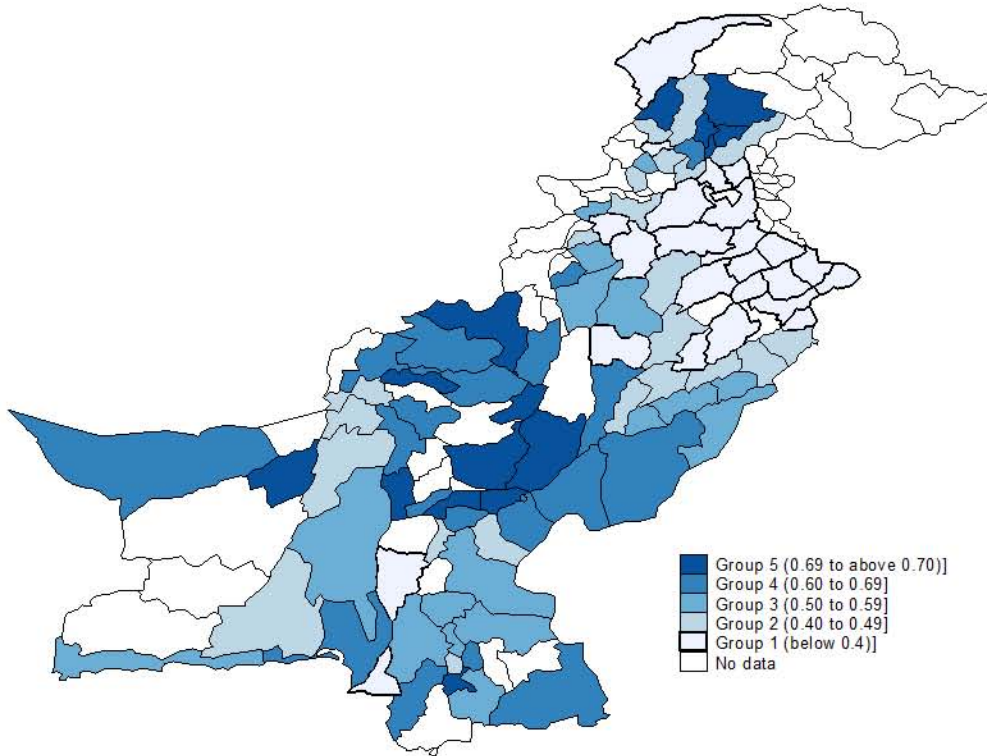 Group 5 (0.69 to above 0.70)]
Group 4 (0.60 to 0.69]
Group 3 (0.50 to 0.59]
Group 2 (0.40 to 0.49]
Group 1 (below 0.4)]
No data